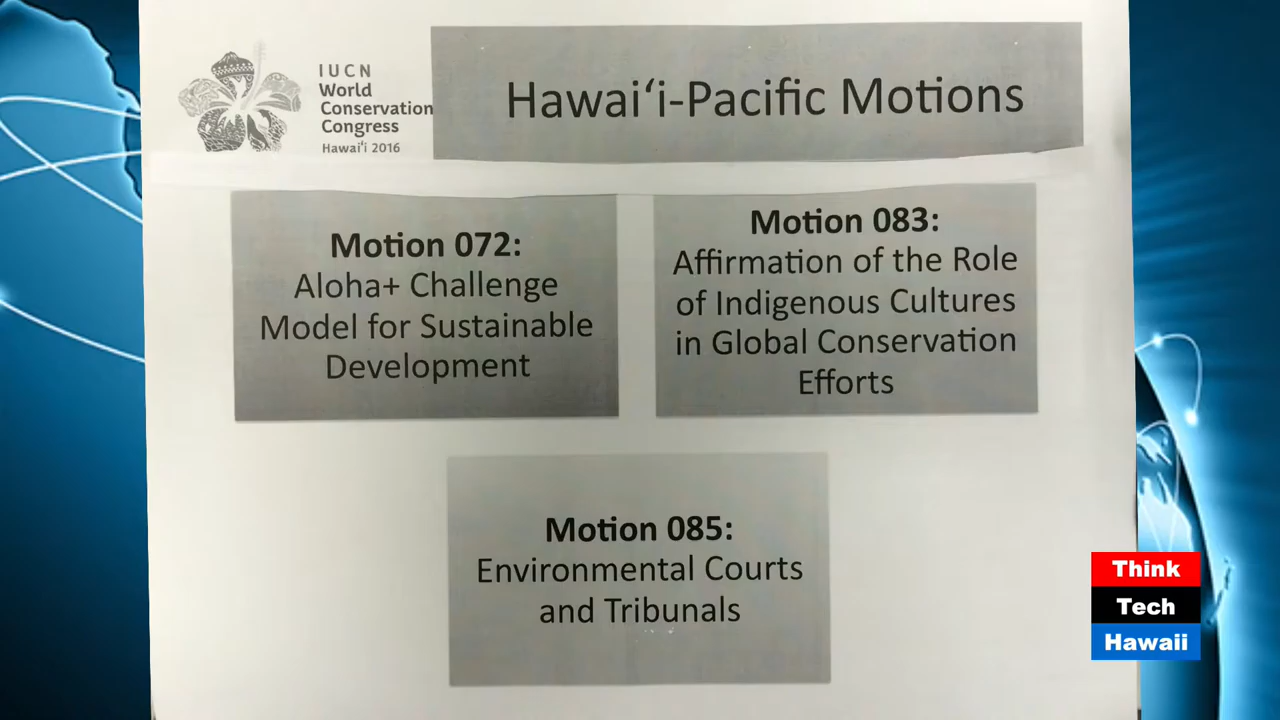 IUCN
World
Conservation
Congress
Hawaiʻi 2016
Hawaiʻi-Pacific Motions
Motion 072:
Aloha+ Challenge
Model for Sustainable
Development
Motion 083:
Affirmation of the Role
of Indigenous Cultures
in Global Conservation
Efforts
Motion 085:
Environmental Courts
and Tribunals
Think
Tech
Hawaii